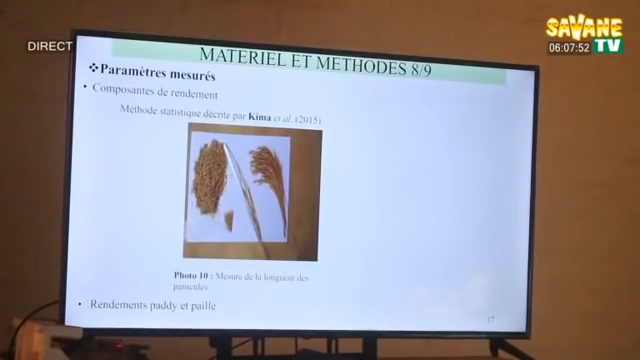 DIRECT
SAVANE
06:07:52 TV
MATERIEL ET METHODES 8/9
❖Paramètres mesurés
• Composantes de rendement
Méthode statistique décrite par Kima et al. (2015)
Photo 10 : Mesure de la longueur des
panicules
• Rendements paddy et paille
17